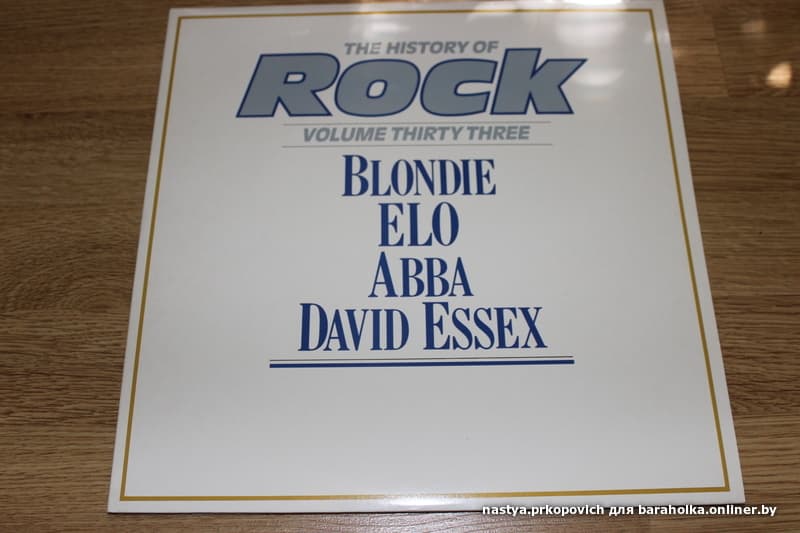 THE HISTORY OF
ROCK
VOLUME THIRTY THREE
BLONDIE
ELO
ABBA
DAVID ESSEX
nastya.prkopovich для baraholka.onliner.by